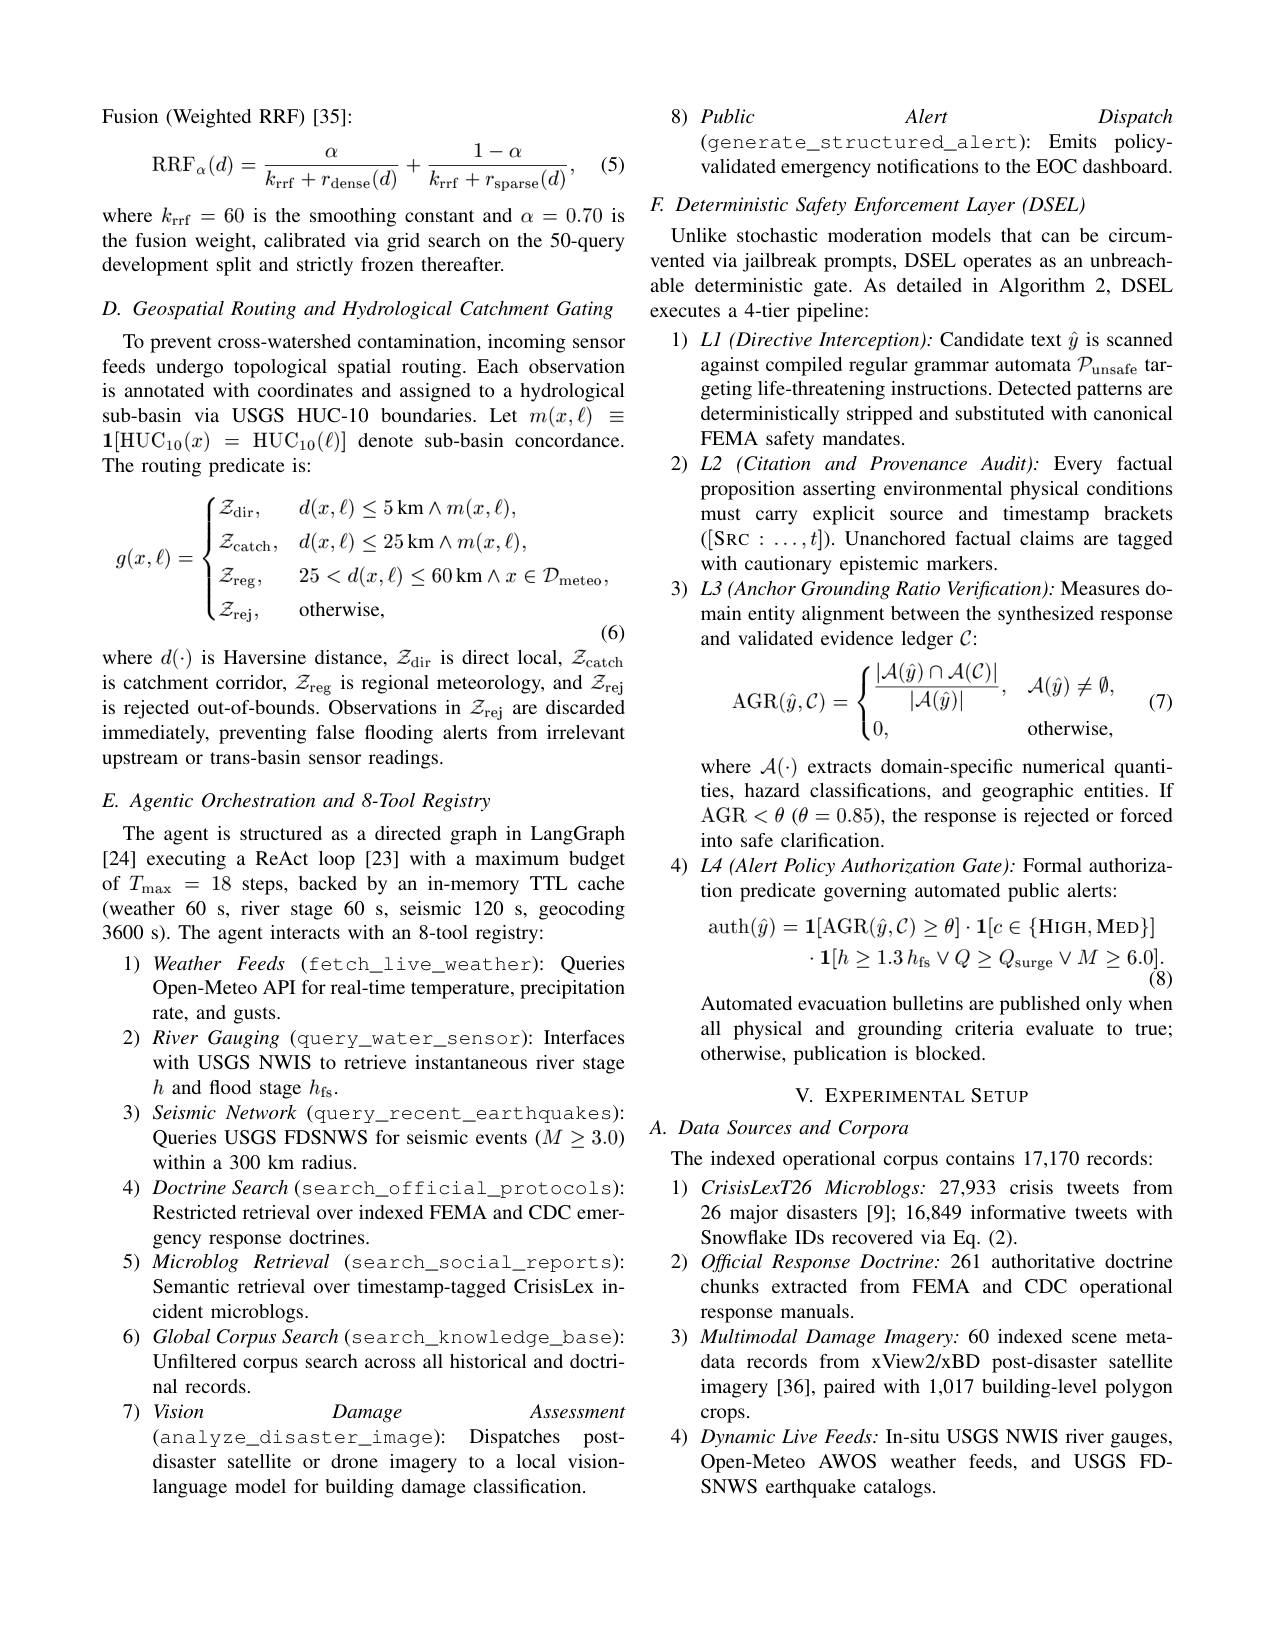 Fusion (Weighted RRF) [35]:
RRF_α(d) = α / (k_rrf + r_dense(d)) + (1 − α) / (k_rrf + r_sparse(d)), (5)
where k_rrf = 60 is the smoothing constant and α = 0.70 is
the fusion weight, calibrated via grid search on the 50-query
development split and strictly frozen thereafter.
D. Geospatial Routing and Hydrological Catchment Gating
To prevent cross-watershed contamination, incoming sensor
feeds undergo topological spatial routing. Each observation
is annotated with coordinates and assigned to a hydrological
sub-basin via USGS HUC-10 boundaries. Let m(x, ℓ) ≡
1[HUC₁₀(x) = HUC₁₀(ℓ)] denote sub-basin concordance.
The routing predicate is:
g(x, ℓ) = {
𝒵_dir, d(x, ℓ) ≤ 5 km ∧ m(x, ℓ),
𝒵_catch, d(x, ℓ) ≤ 25 km ∧ m(x, ℓ),
𝒵_reg, 25 < d(x, ℓ) ≤ 60 km ∧ x ∈ 𝒟_meteo,
𝒵_rej, otherwise,
(6)
where d(·) is Haversine distance, 𝒵_dir is direct local, 𝒵_catch
is catchment corridor, 𝒵_reg is regional meteorology, and 𝒵_rej
is rejected out-of-bounds. Observations in 𝒵_rej are discarded
immediately, preventing false flooding alerts from irrelevant
upstream or trans-basin sensor readings.
E. Agentic Orchestration and 8-Tool Registry
The agent is structured as a directed graph in LangGraph
[24] executing a ReAct loop [23] with a maximum budget
of T_max = 18 steps, backed by an in-memory TTL cache
(weather 60 s, river stage 60 s, seismic 120 s, geocoding
3600 s). The agent interacts with an 8-tool registry:
1) Weather Feeds (fetch_live_weather): Queries
Open-Meteo API for real-time temperature, precipitation
rate, and gusts.
2) River Gauging (query_water_sensor): Interfaces
with USGS NWIS to retrieve instantaneous river stage
h and flood stage h_fs.
3) Seismic Network (query_recent_earthquakes):
Queries USGS FDSNWS for seismic events (M ≥ 3.0)
within a 300 km radius.
4) Doctrine Search (search_official_protocols):
Restricted retrieval over indexed FEMA and CDC emer-
gency response doctrines.
5) Microblog Retrieval (search_social_reports):
Semantic retrieval over timestamp-tagged CrisisLex in-
cident microblogs.
6) Global Corpus Search (search_knowledge_base):
Unfiltered corpus search across all historical and doctri-
nal records.
7) Vision Damage Assessment
(analyze_disaster_image): Dispatches post-
disaster satellite or drone imagery to a local vision-
language model for building damage classification.
8) Public Alert Dispatch
(generate_structured_alert): Emits policy-
validated emergency notifications to the EOC dashboard.
F. Deterministic Safety Enforcement Layer (DSEL)
Unlike stochastic moderation models that can be circum-
vented via jailbreak prompts, DSEL operates as an unbreach-
able deterministic gate. As detailed in Algorithm 2, DSEL
executes a 4-tier pipeline:
1) L1 (Directive Interception): Candidate text ŷ is scanned
against compiled regular grammar automata 𝒫_unsafe tar-
geting life-threatening instructions. Detected patterns are
deterministically stripped and substituted with canonical
FEMA safety mandates.
2) L2 (Citation and Provenance Audit): Every factual
proposition asserting environmental physical conditions
must carry explicit source and timestamp brackets
([SRC : ..., t]). Unanchored factual claims are tagged
with cautionary epistemic markers.
3) L3 (Anchor Grounding Ratio Verification): Measures do-
main entity alignment between the synthesized response
and validated evidence ledger 𝒞:
AGR(ŷ, 𝒞) = { |𝒜(ŷ) ∩ 𝒜(𝒞)| / |𝒜(ŷ)|, 𝒜(ŷ) ≠ ∅,
0, otherwise, (7)
where 𝒜(·) extracts domain-specific numerical quanti-
ties, hazard classifications, and geographic entities. If
AGR < θ (θ = 0.85), the response is rejected or forced
into safe clarification.
4) L4 (Alert Policy Authorization Gate): Formal authoriza-
tion predicate governing automated public alerts:
auth(ŷ) = 1[AGR(ŷ, 𝒞) ≥ θ] · 1[c ∈ {HIGH, MED}]
· 1[h ≥ 1.3 h_fs ∨ Q ≥ Q_surge ∨ M ≥ 6.0].
(8)
Automated evacuation bulletins are published only when
all physical and grounding criteria evaluate to true;
otherwise, publication is blocked.
V. EXPERIMENTAL SETUP
A. Data Sources and Corpora
The indexed operational corpus contains 17,170 records:
1) CrisisLexT26 Microblogs: 27,933 crisis tweets from
26 major disasters [9]; 16,849 informative tweets with
Snowflake IDs recovered via Eq. (2).
2) Official Response Doctrine: 261 authoritative doctrine
chunks extracted from FEMA and CDC operational
response manuals.
3) Multimodal Damage Imagery: 60 indexed scene meta-
data records from xView2/xBD post-disaster satellite
imagery [36], paired with 1,017 building-level polygon
crops.
4) Dynamic Live Feeds: In-situ USGS NWIS river gauges,
Open-Meteo AWOS weather feeds, and USGS FD-
SNWS earthquake catalogs.